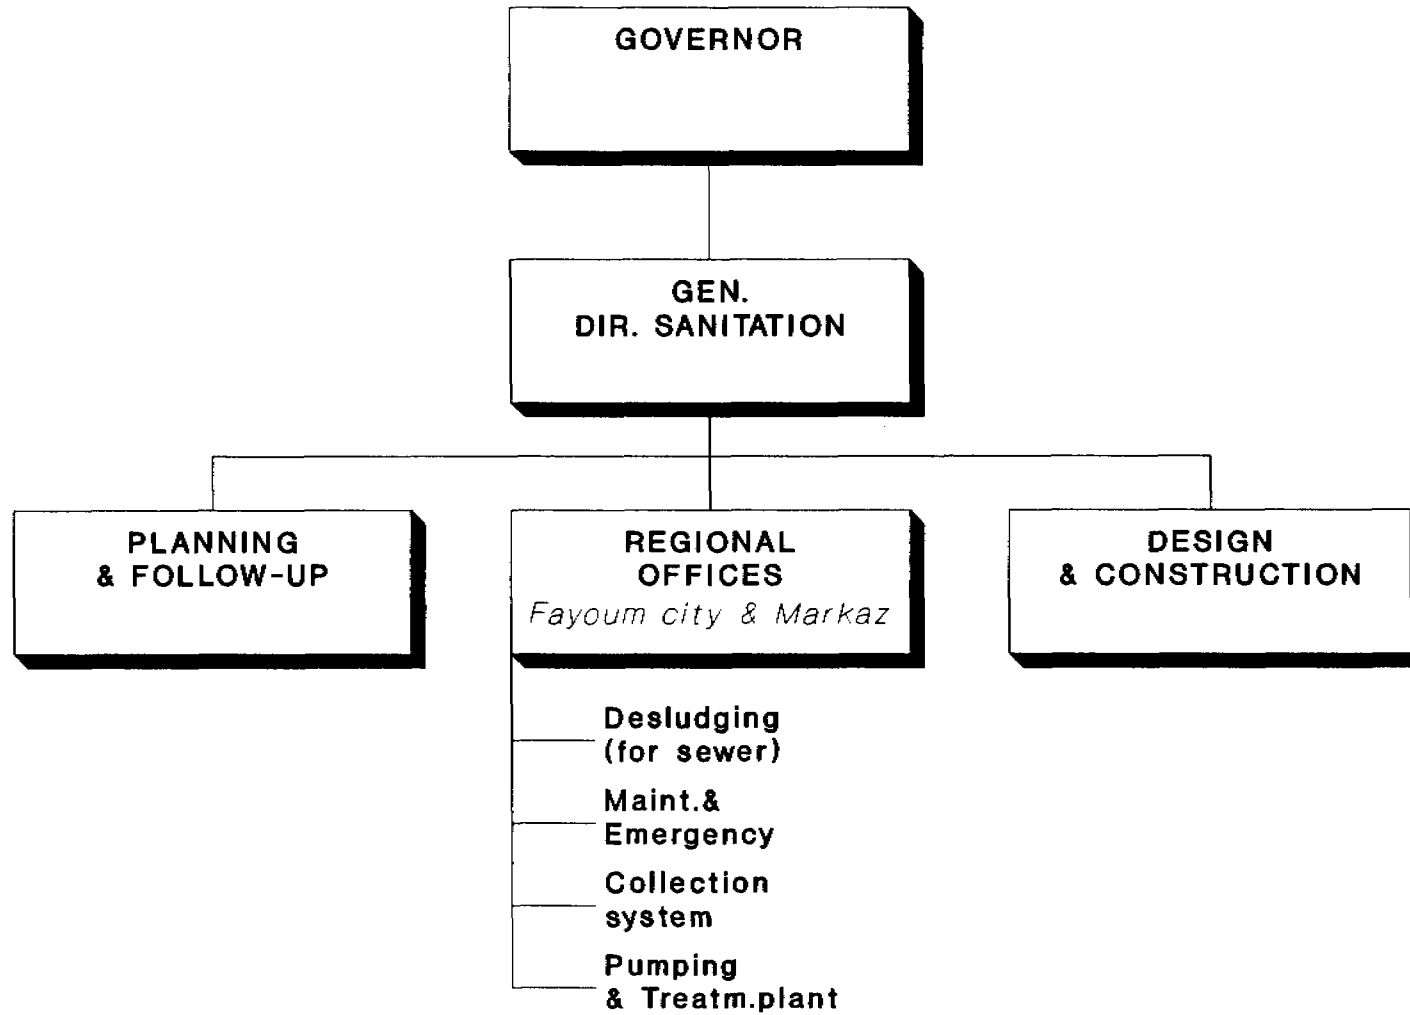 GOVERNOR
GEN.
DIR. SANITATION
PLANNING
& FOLLOW-UP
REGIONAL
OFFICES
Fayoum city & Markaz
DESIGN
& CONSTRUCTION
Desludging
(for sewer)
Maint.&
Emergency
Collection
system
Pumping
& Treatm.plant